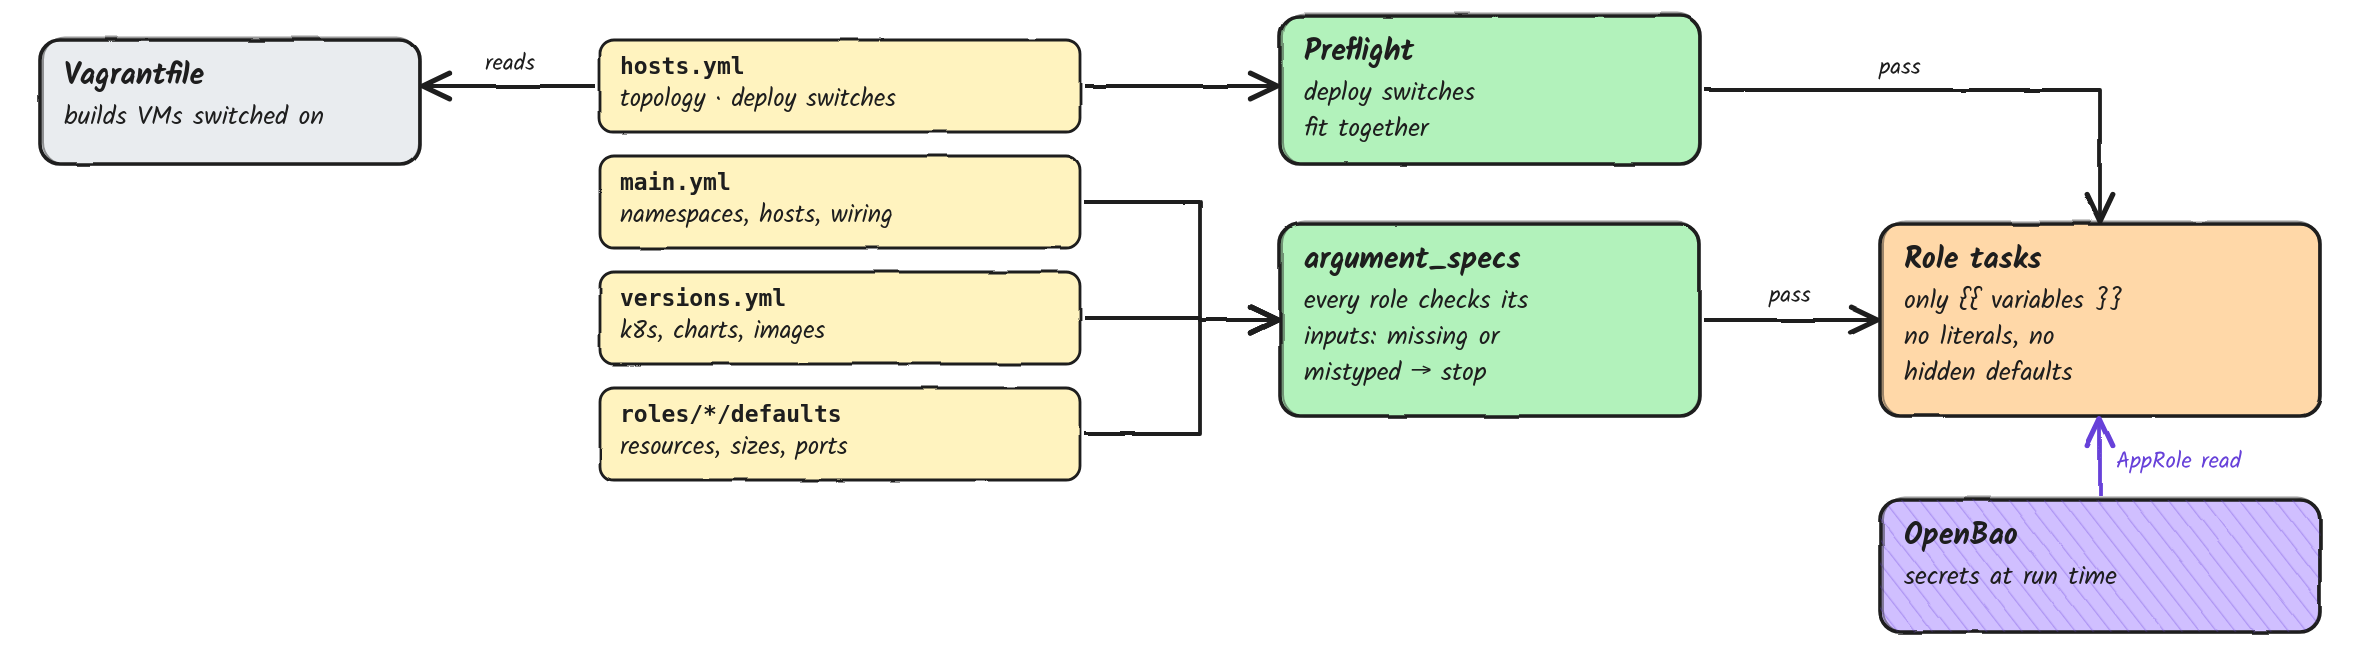 Vagrantfile
builds VMs switched on
reads
hosts.yml
topology · deploy switches
main.yml
namespaces, hosts, wiring
versions.yml
k8s, charts, images
roles/*/defaults
resources, sizes, ports
Preflight
deploy switches
fit together
pass
argument_specs
every role checks its
inputs: missing or
mistyped → stop
pass
Role tasks
only {{ variables }}
no literals, no
hidden defaults
AppRole read
OpenBao
secrets at run time